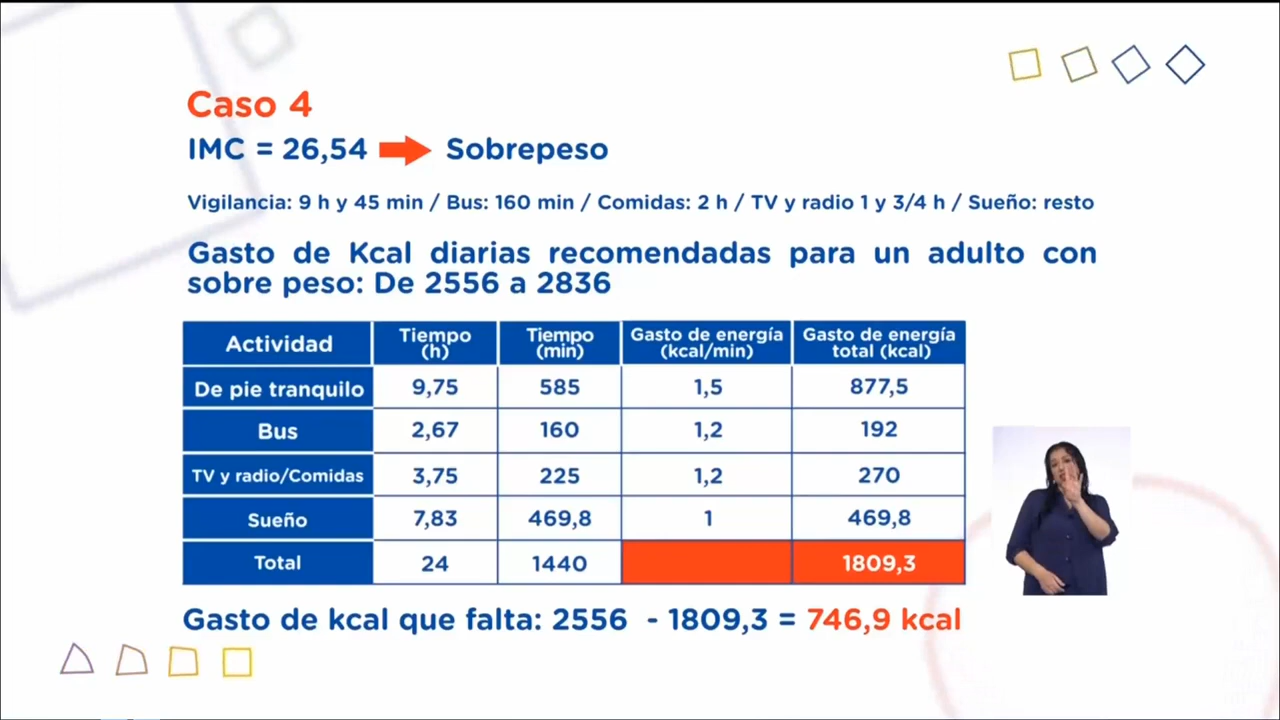 Caso 4
IMC = 26,54 Sobrepeso
Vigilancia: 9 h y 45 min / Bus: 160 min / Comidas: 2 h / TV y radio 1 y 3/4 h / Sueño: resto
Gasto de Kcal diarias recomendadas para un adulto con
sobre peso: De 2556 a 2836
Actividad Tiempo (h) Tiempo (min) Gasto de energía (kcal/min) Gasto de energía total (kcal)
De pie tranquilo 9,75 585 1,5 877,5
Bus 2,67 160 1,2 192
TV y radio/Comidas 3,75 225 1,2 270
Sueño 7,83 469,8 1 469,8
Total 24 1440 1809,3
Gasto de kcal que falta: 2556 - 1809,3 = 746,9 kcal